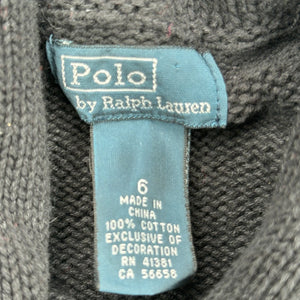 Polo
by Ralph Lauren
6
MADE IN
CHINA
100% COTTON
EXCLUSIVE OF
DECORATION
RN 41381
CA 56658